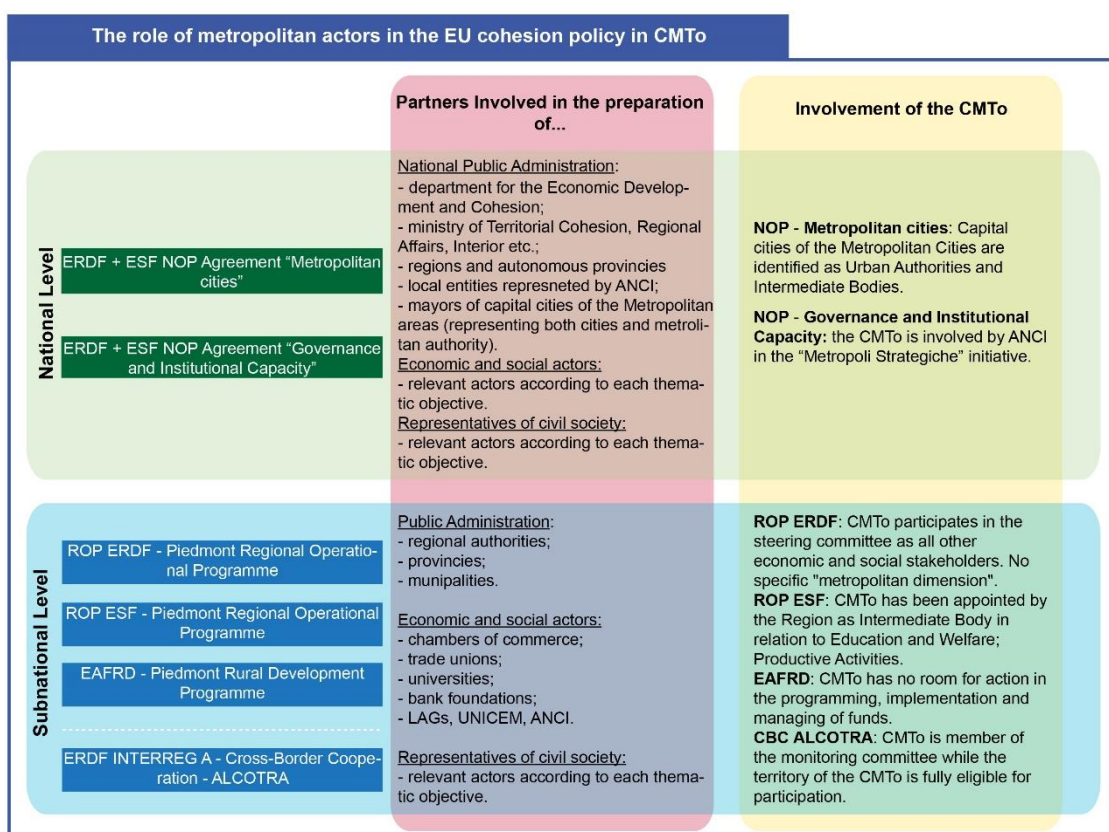 The role of metropolitan actors in the EU cohesion policy in CMTo
Partners Involved in the preparation
of...
Involvement of the CMTo
National Level
ERDF + ESF NOP Agreement “Metropolitan
cities”
ERDF + ESF NOP Agreement “Governance
and Institutional Capacity”
National Public Administration:
- department for the Economic Develop-
ment and Cohesion;
- ministry of Territorial Cohesion, Regional
Affairs, Interior etc.;
- regions and autonomous provincies
- local entities represneted by ANCI;
- mayors of capital cities of the Metropolitan
areas (representing both cities and metroli-
tan authority).
Economic and social actors:
- relevant actors according to each thema-
tic objective.
Representatives of civil society:
- relevant actors according to each thema-
tic objective.
NOP - Metropolitan cities: Capital
cities of the Metropolitan Cities are
identified as Urban Authorities and
Intermediate Bodies.
NOP - Governance and Institutional
Capacity: the CMTo is involved by ANCI
in the “Metropoli Strategiche” initiative.
Subnational Level
ROP ERDF - Piedmont Regional Operatio-
nal Programme
ROP ESF - Piedmont Regional Operational
Programme
EAFRD - Piedmont Rural Development
Programme
ERDF INTERREG A - Cross-Border Coope-
ration - ALCOTRA
Public Administration:
- regional authorities;
- provincies;
- munipalities.
Economic and social actors:
- chambers of commerce;
- trade unions;
- universities;
- bank foundations;
- LAGs, UNICEM, ANCI.
Representatives of civil society:
- relevant actors according to each thema-
tic objective.
ROP ERDF: CMTo participates in the
steering committee as all other
economic and social stakeholders. No
specific "metropolitan dimension".
ROP ESF: CMTo has been appointed by
the Region as Intermediate Body in
relation to Education and Welfare;
Productive Activities.
EAFRD: CMTo has no room for action
in the programming, implementation and
managing of funds.
CBC ALCOTRA: CMTo is member of
the monitoring committee while the
territory of the CMTo is fully eligible for
participation.